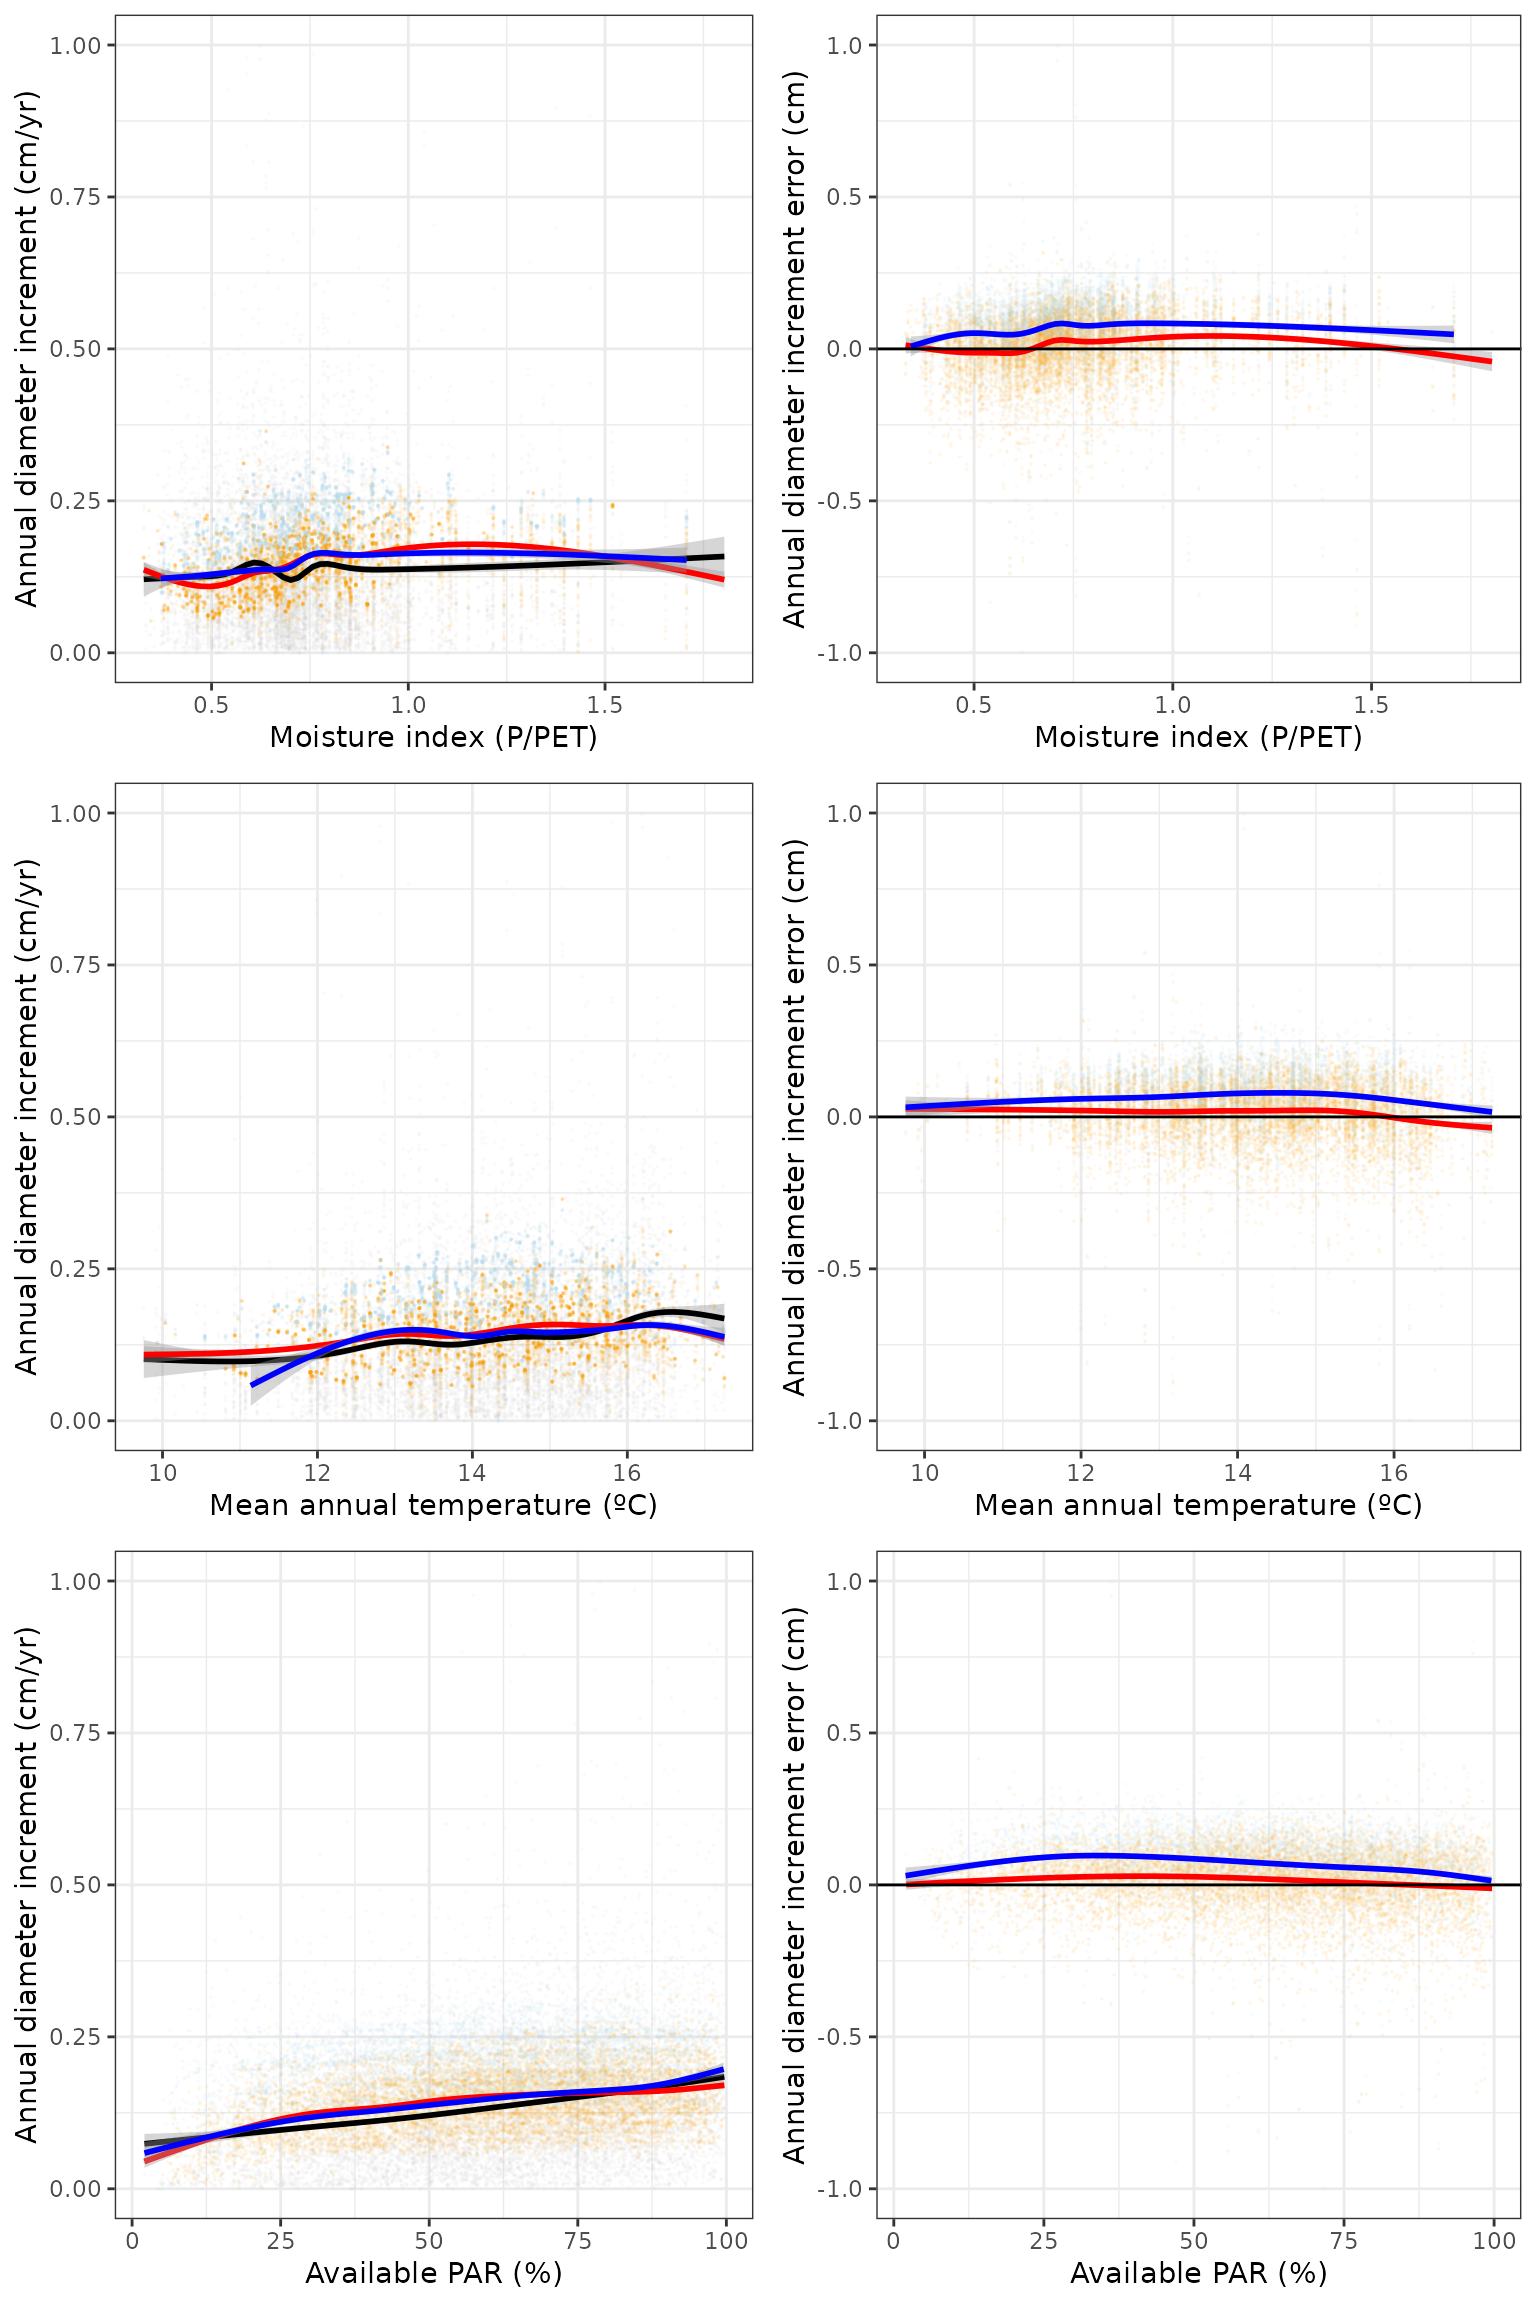 Annual diameter increment (cm/yr)
1.00
0.75
0.50
0.25
0.00
0.5 1.0 1.5
Moisture index (P/PET)
Annual diameter increment error (cm)
1.0
0.5
0.0
-0.5
-1.0
0.5 1.0 1.5
Moisture index (P/PET)
Annual diameter increment (cm/yr)
1.00
0.75
0.50
0.25
0.00
10 12 14 16
Mean annual temperature (ºC)
Annual diameter increment error (cm)
1.0
0.5
0.0
-0.5
-1.0
10 12 14 16
Mean annual temperature (ºC)
Annual diameter increment (cm/yr)
1.00
0.75
0.50
0.25
0.00
0 25 50 75 100
Available PAR (%)
Annual diameter increment error (cm)
1.0
0.5
0.0
-0.5
-1.0
0 25 50 75 100
Available PAR (%)